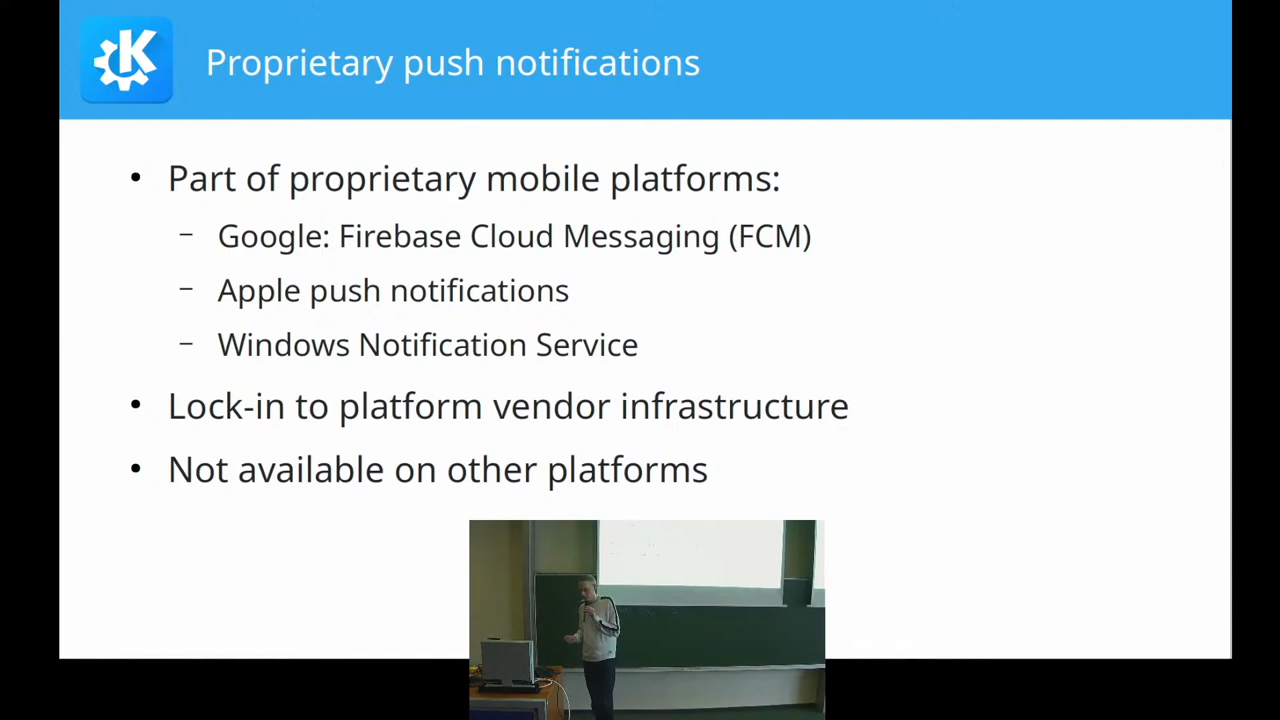 Proprietary push notifications
• Part of proprietary mobile platforms:
– Google: Firebase Cloud Messaging (FCM)
– Apple push notifications
– Windows Notification Service
• Lock-in to platform vendor infrastructure
• Not available on other platforms